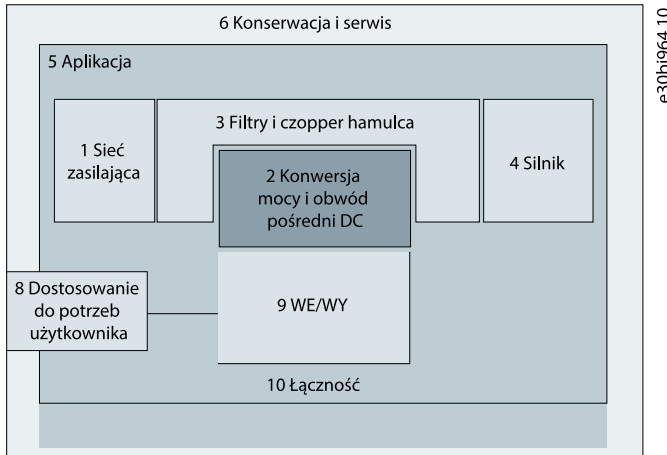 6 Konserwacja i serwis
5 Aplikacja
1 Sieć
zasilająca
3 Filtry i czopper hamulca
2 Konwersja
mocy i obwód
pośredni DC
4 Silnik
8 Dostosowanie
do potrzeb
użytkownika
9 WE/WY
10 Łączność
e30bj964.10